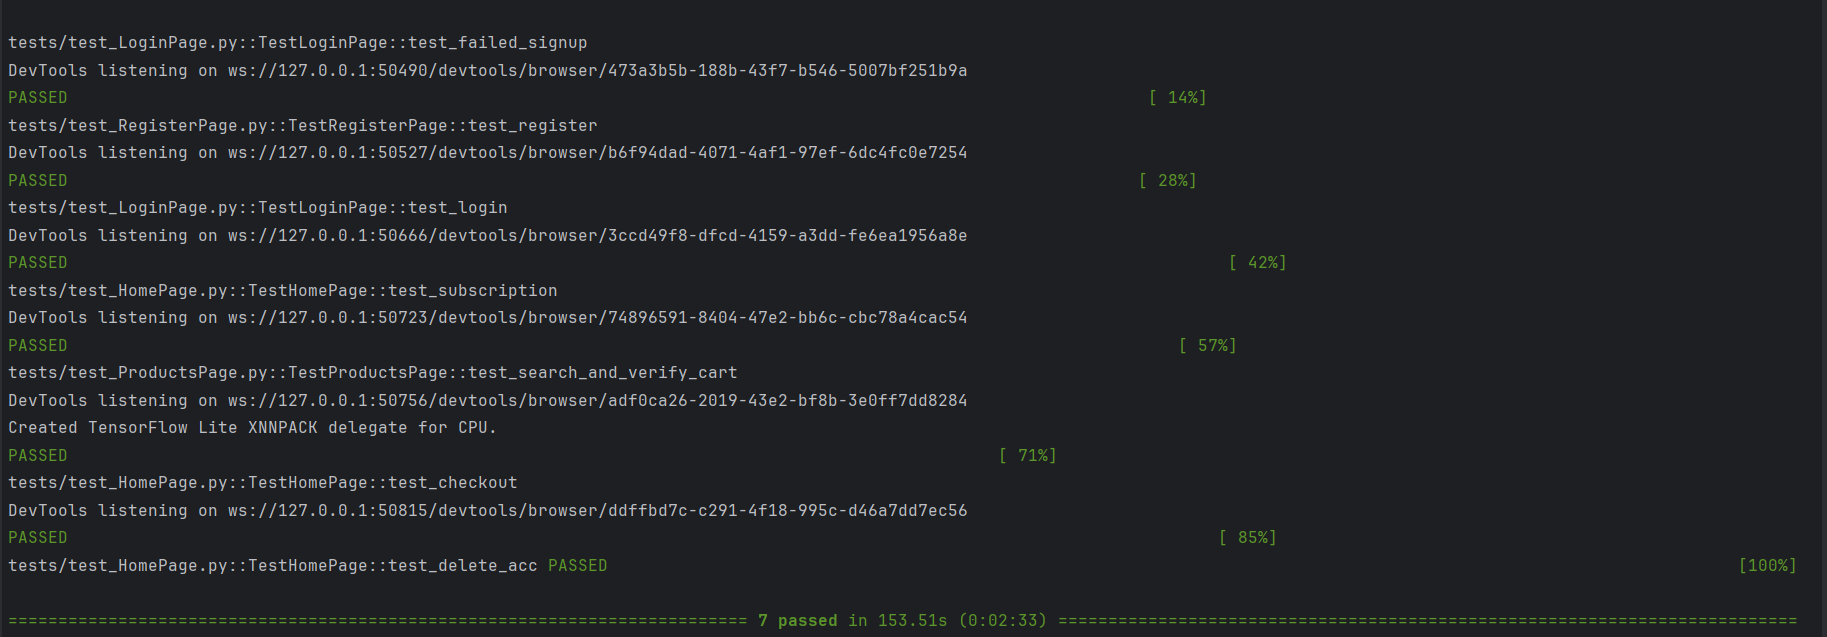 tests/test_LoginPage.py::TestLoginPage::test_failed_signup
DevTools listening on ws://127.0.0.1:50490/devtools/browser/473a3b5b-188b-43f7-b546-5007bf251b9a
PASSED [ 14%]
tests/test_RegisterPage.py::TestRegisterPage::test_register
DevTools listening on ws://127.0.0.1:50527/devtools/browser/b6f94dad-4071-4af1-97ef-6dc4fc0e7254
PASSED [ 28%]
tests/test_LoginPage.py::TestLoginPage::test_login
DevTools listening on ws://127.0.0.1:50666/devtools/browser/3ccd49f8-dfcd-4159-a3dd-fe6ea1956a8e
PASSED [ 42%]
tests/test_HomePage.py::TestHomePage::test_subscription
DevTools listening on ws://127.0.0.1:50723/devtools/browser/74896591-8404-47e2-bb6c-cbc78a4cac54
PASSED [ 57%]
tests/test_ProductsPage.py::TestProductsPage::test_search_and_verify_cart
DevTools listening on ws://127.0.0.1:50756/devtools/browser/adf0ca26-2019-43e2-bf8b-3e0ff7dd8284
Created TensorFlow Lite XNNPACK delegate for CPU.
PASSED [ 71%]
tests/test_HomePage.py::TestHomePage::test_checkout
DevTools listening on ws://127.0.0.1:50815/devtools/browser/ddffbd7c-c291-4f18-995c-d46a7dd7ec56
PASSED [ 85%]
tests/test_HomePage.py::TestHomePage::test_delete_acc PASSED [100%]
========================================================================== 7 passed in 153.51s (0:02:33) ==========================================================================